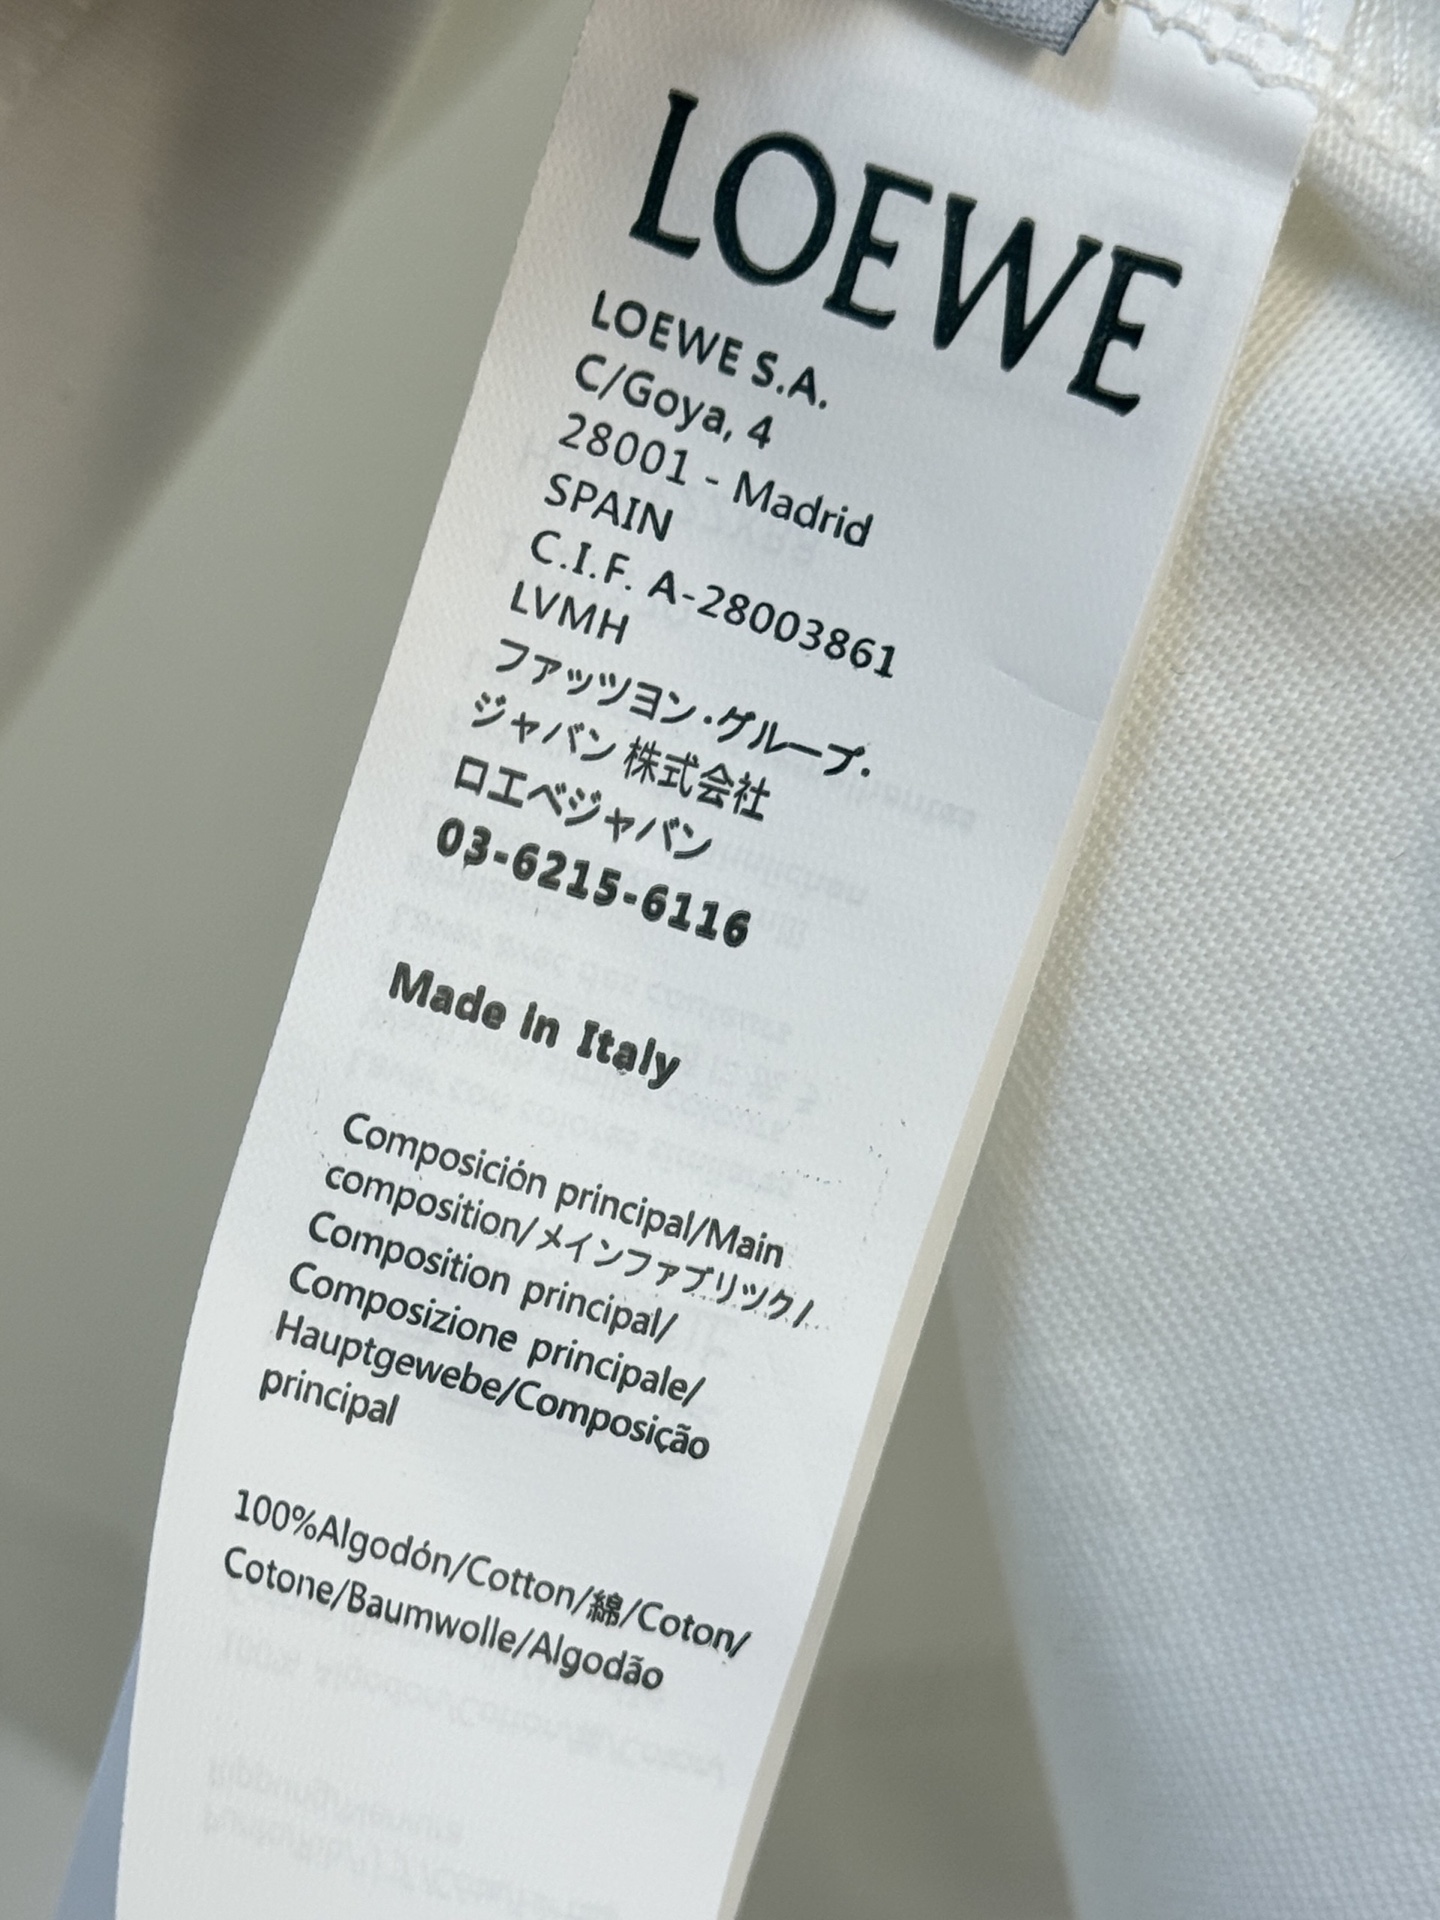 LOEWE
LOEWE S.A.
C/Goya, 4
28001 - Madrid
SPAIN
C.I.F. A-28003861
LVMH
ファッツヨン·グループ·
ジャバン 株式会社
ロエベジャバン
03-6215-6116
Made in Italy
Composición principal/Main
composition/メインファブリツク/
Composition principal/
Composizione principale/
Hauptgewebe/Composição
principal
100%Algodón/Cotton/綿/Coton/
Cotone/Baumwolle/Algodão